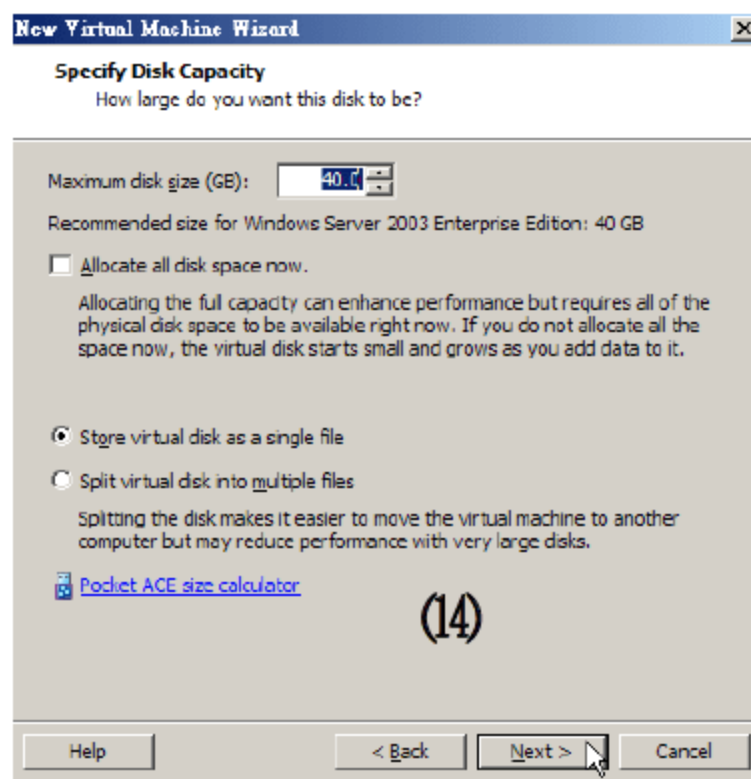 New Virtual Machine Wizard
Specify Disk Capacity
How large do you want this disk to be?
Maximum disk size (GB): 40.0
Recommended size for Windows Server 2003 Enterprise Edition: 40 GB
Allocate all disk space now.
Allocating the full capacity can enhance performance but requires all of the
physical disk space to be available right now. If you do not allocate all the
space now, the virtual disk starts small and grows as you add data to it.
Store virtual disk as a single file
Split virtual disk into multiple files
Splitting the disk makes it easier to move the virtual machine to another
computer but may reduce performance with very large disks.
Pocket ACE size calculator
(14)
Help < Back Next > Cancel